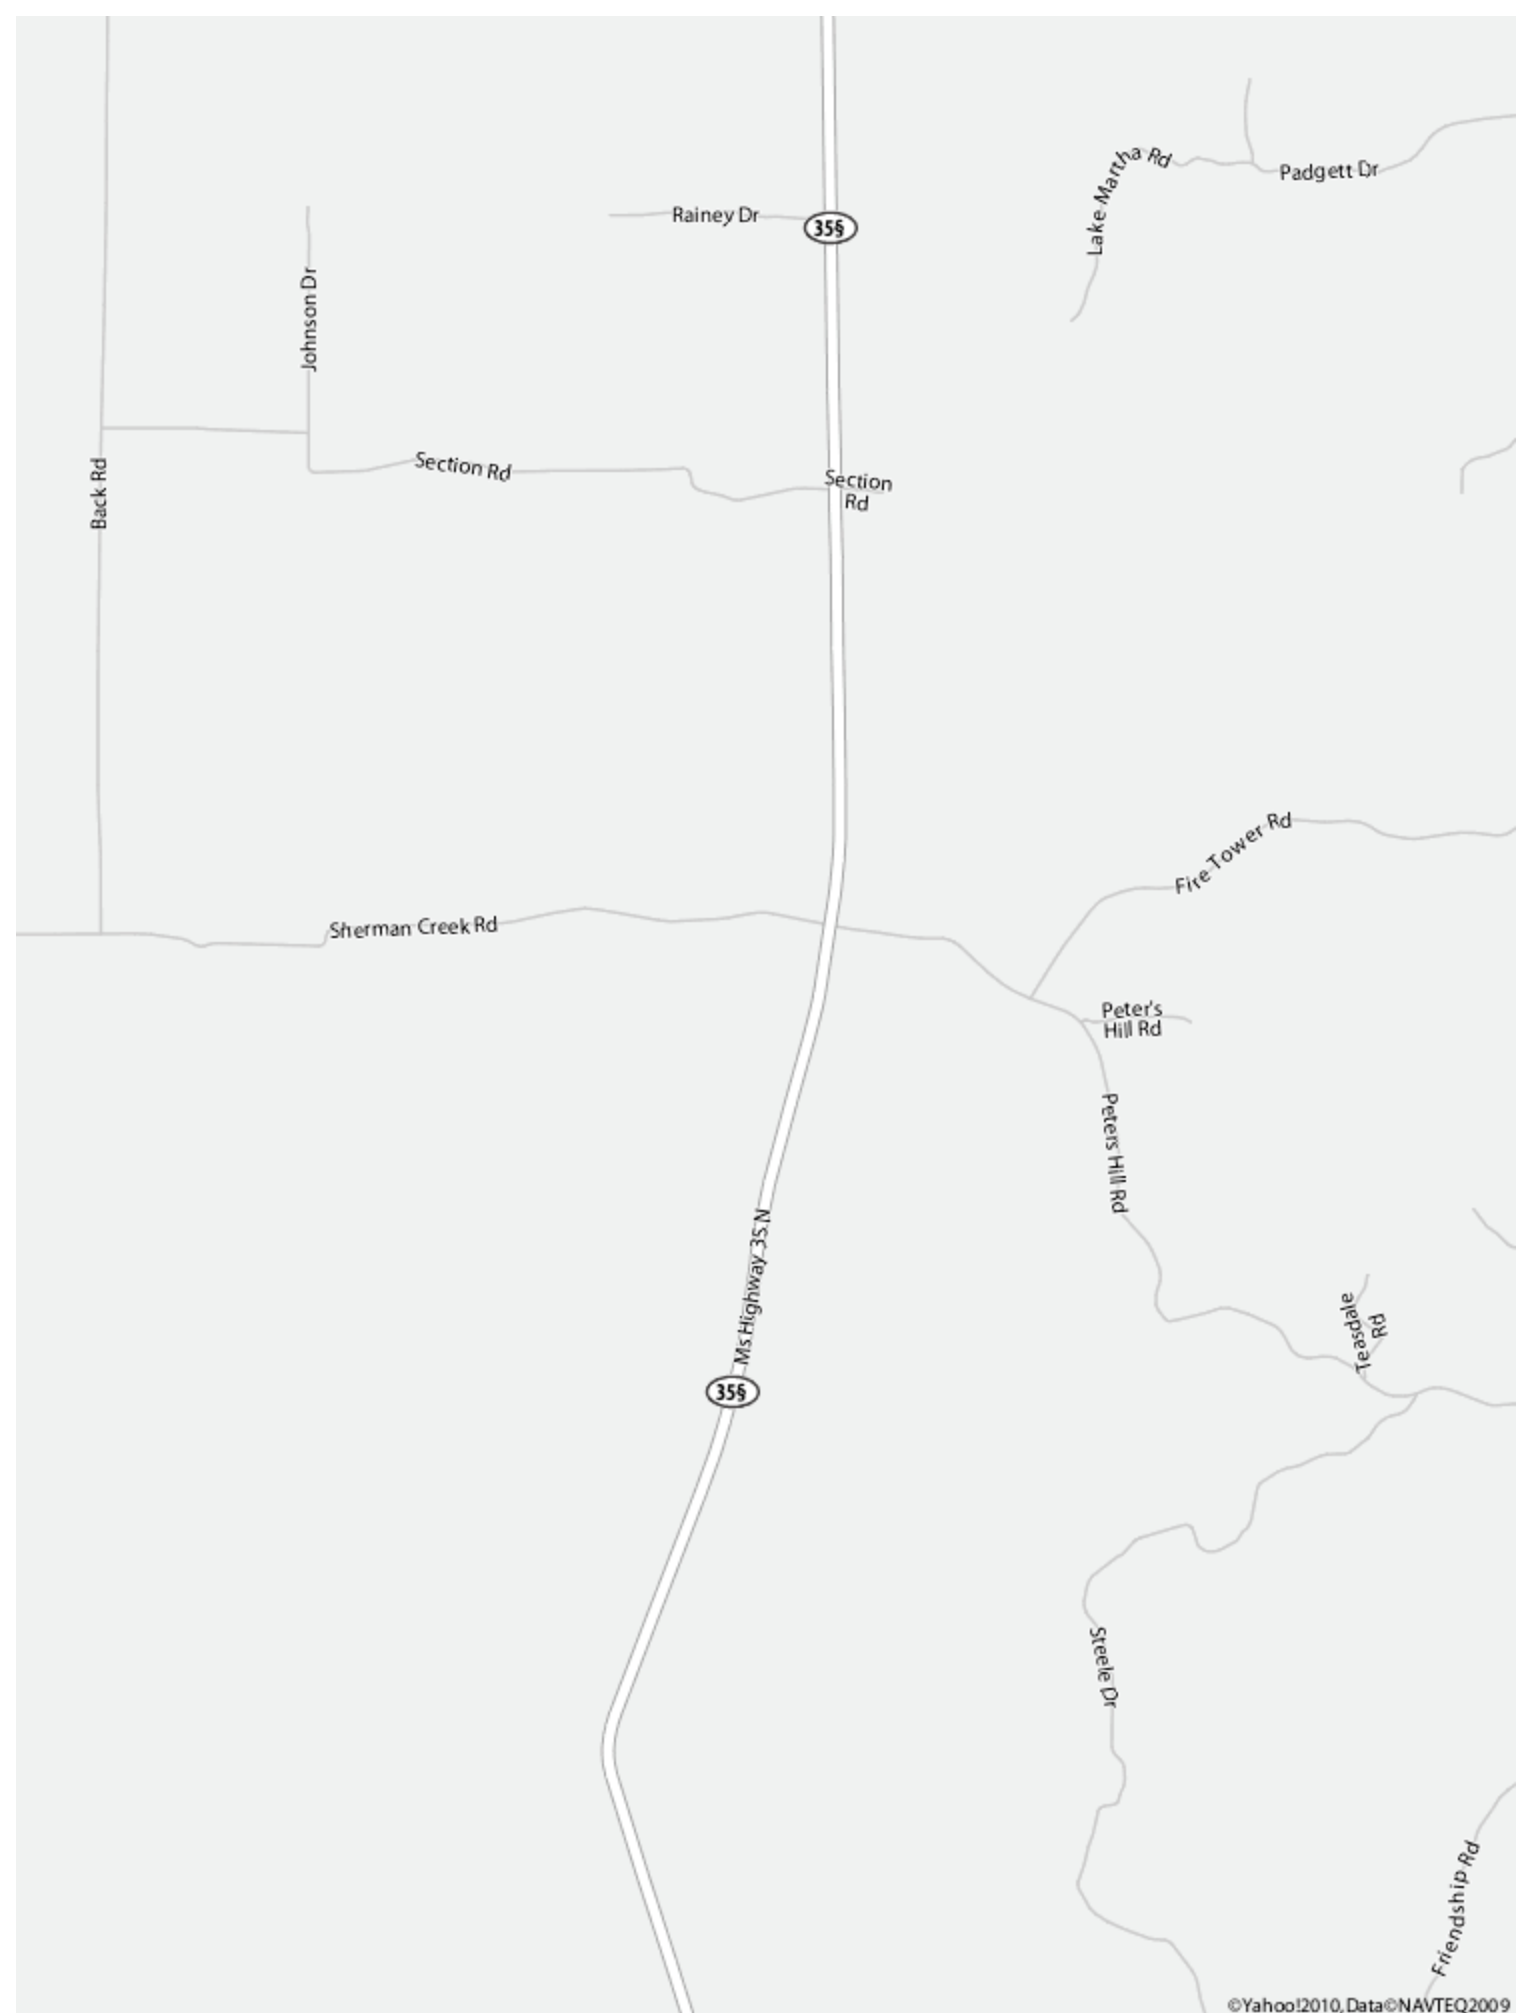 Lake Martha Rd
Padgett Dr
Rainey Dr
35§
Johnson Dr
Section Rd
Section
Rd
Back Rd
Fire Tower Rd
Sherman Creek Rd
Peter's
Hill Rd
Peters Hill Rd
Ms Highway 35 N
Teasdale
Rd
35§
Steele Dr
Friendship Rd
©Yahoo!2010, Data©NAVTEQ2009